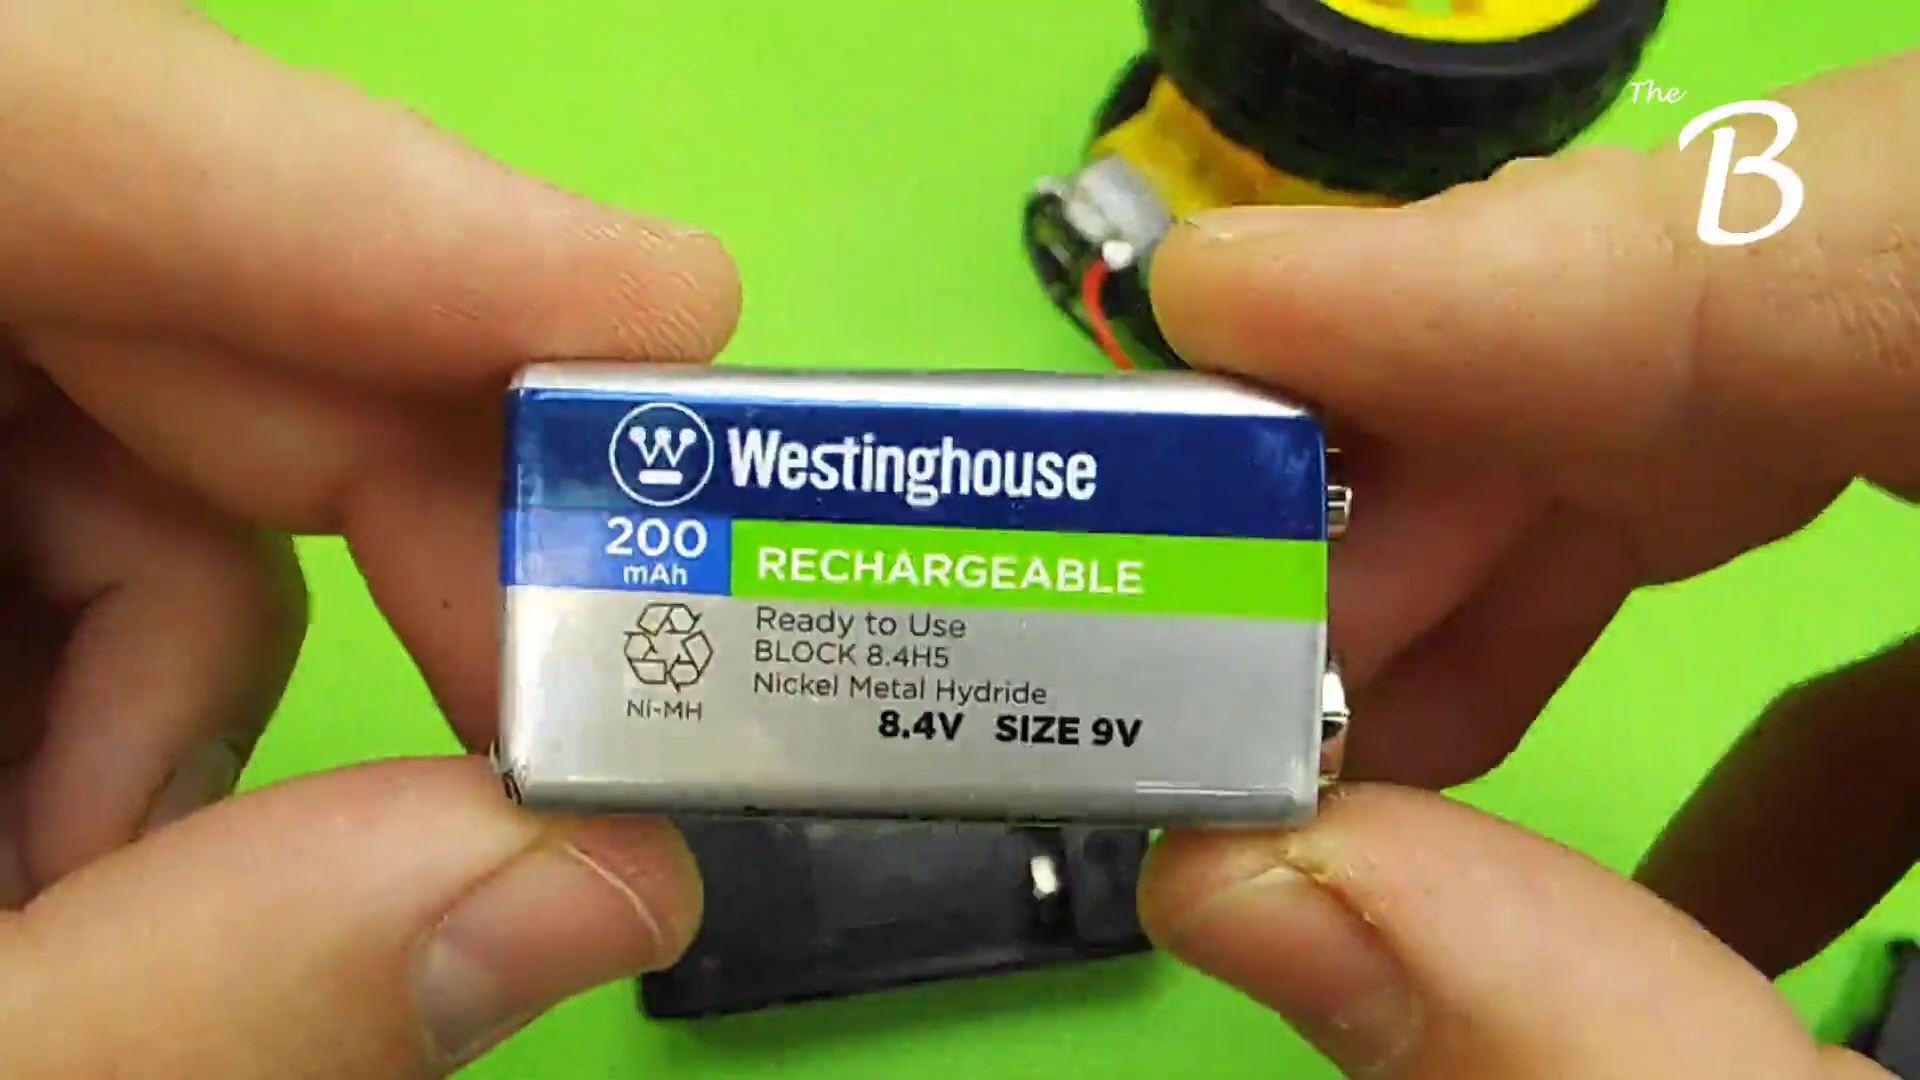 The
B
W Westinghouse
200
mAh
RECHARGEABLE
Ready to Use
BLOCK 8.4H5
Nickel Metal Hydride
Ni-MH
8.4V SIZE 9V